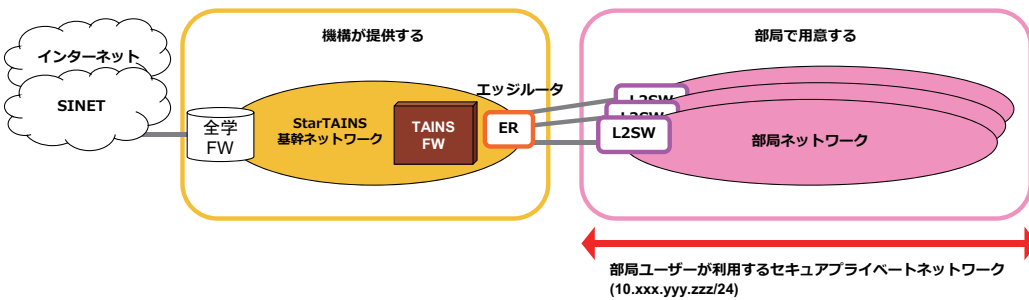 機構が提供する
部局で用意する
インターネット
SINET
エッジルータ
全学
FW
StarTAINS
基幹ネットワーク
TAINS
FW
ER
L2SW
L2SW
L2SW
部局ネットワーク
部局ユーザーが利用するセキュアプライベートネットワーク
(10.xxx.yyy.zzz/24)